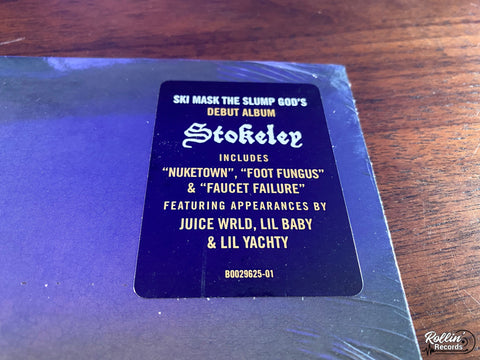 SKI MASK THE SLUMP GOD'S
DEBUT ALBUM
Stokeley
INCLUDES
"NUKETOWN", "FOOT FUNGUS"
& "FAUCET FAILURE"
FEATURING APPEARANCES BY
JUICE WRLD, LIL BABY
& LIL YACHTY
B0029625-01
Rollin'
Records